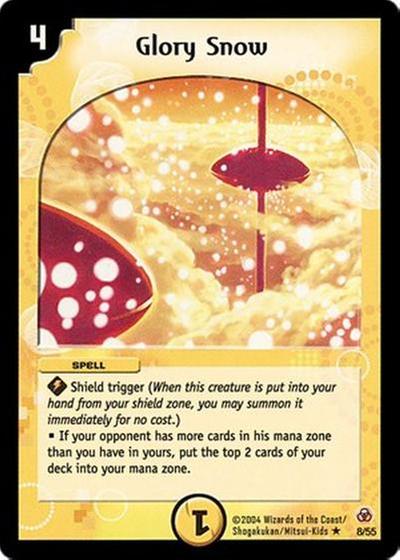 4
Glory Snow
SPELL
Shield trigger (When this creature is put into your
hand from your shield zone, you may summon it
immediately for no cost.)
▪ If your opponent has more cards in his mana zone
than you have in yours, put the top 2 cards of your
deck into your mana zone.
1
©2004 Wizards of the Coast/
Shogakukan/Mitsui-Kids ★ 8/55